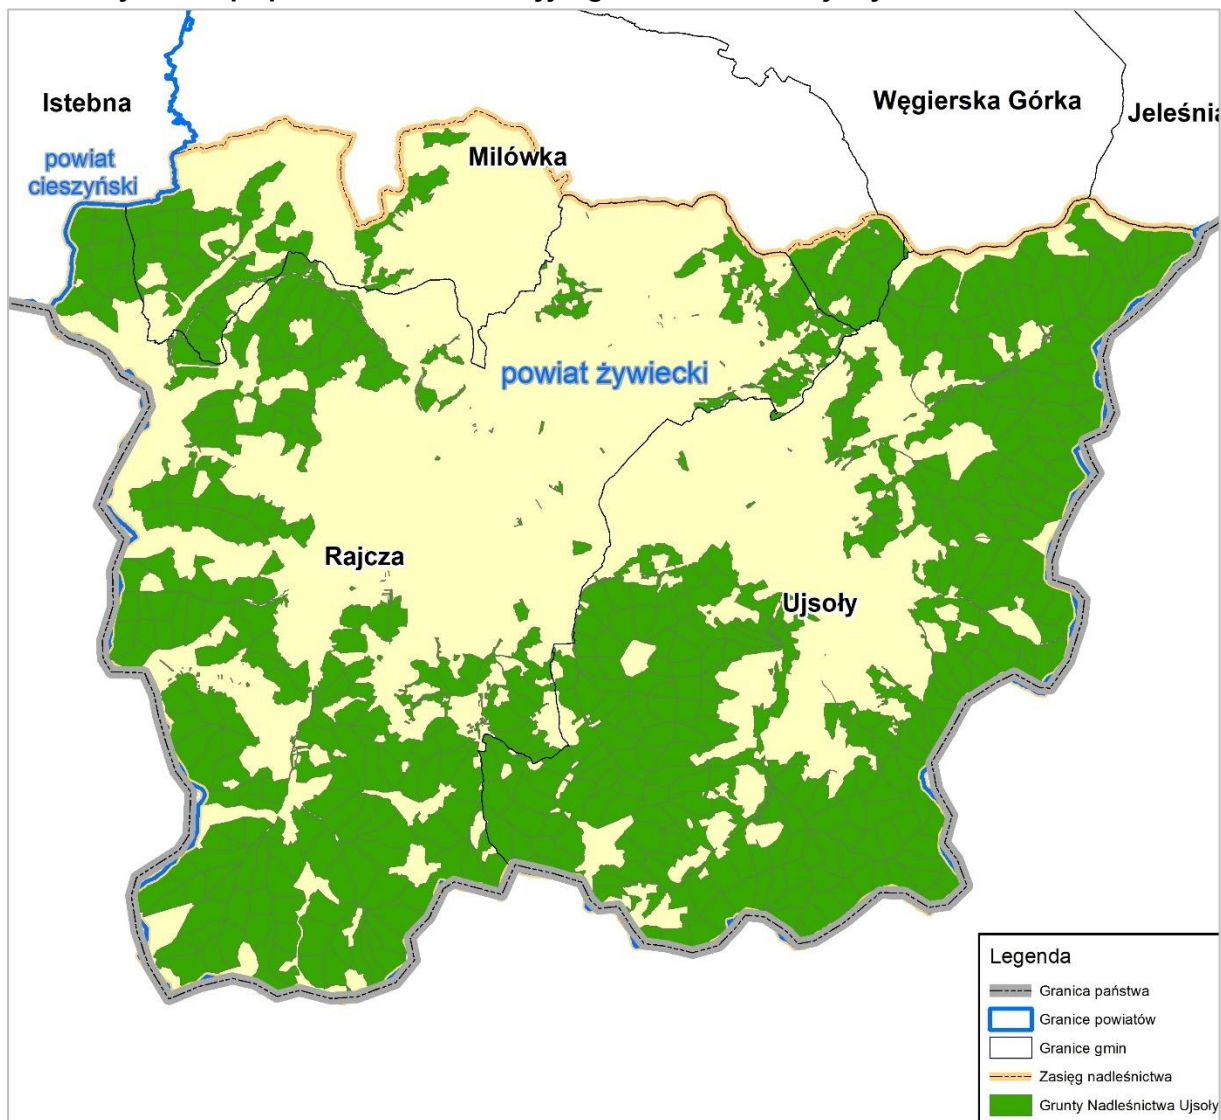 Istebna
Węgierska Górka
Jeleśnia
powiat
cieszyński
Milówka
powiat żywiecki
Rajcza
Ujsoły
Legenda
Granica państwa
Granice powiatów
Granice gmin
Zasięg nadleśnictwa
Grunty Nadleśnictwa Ujsoły